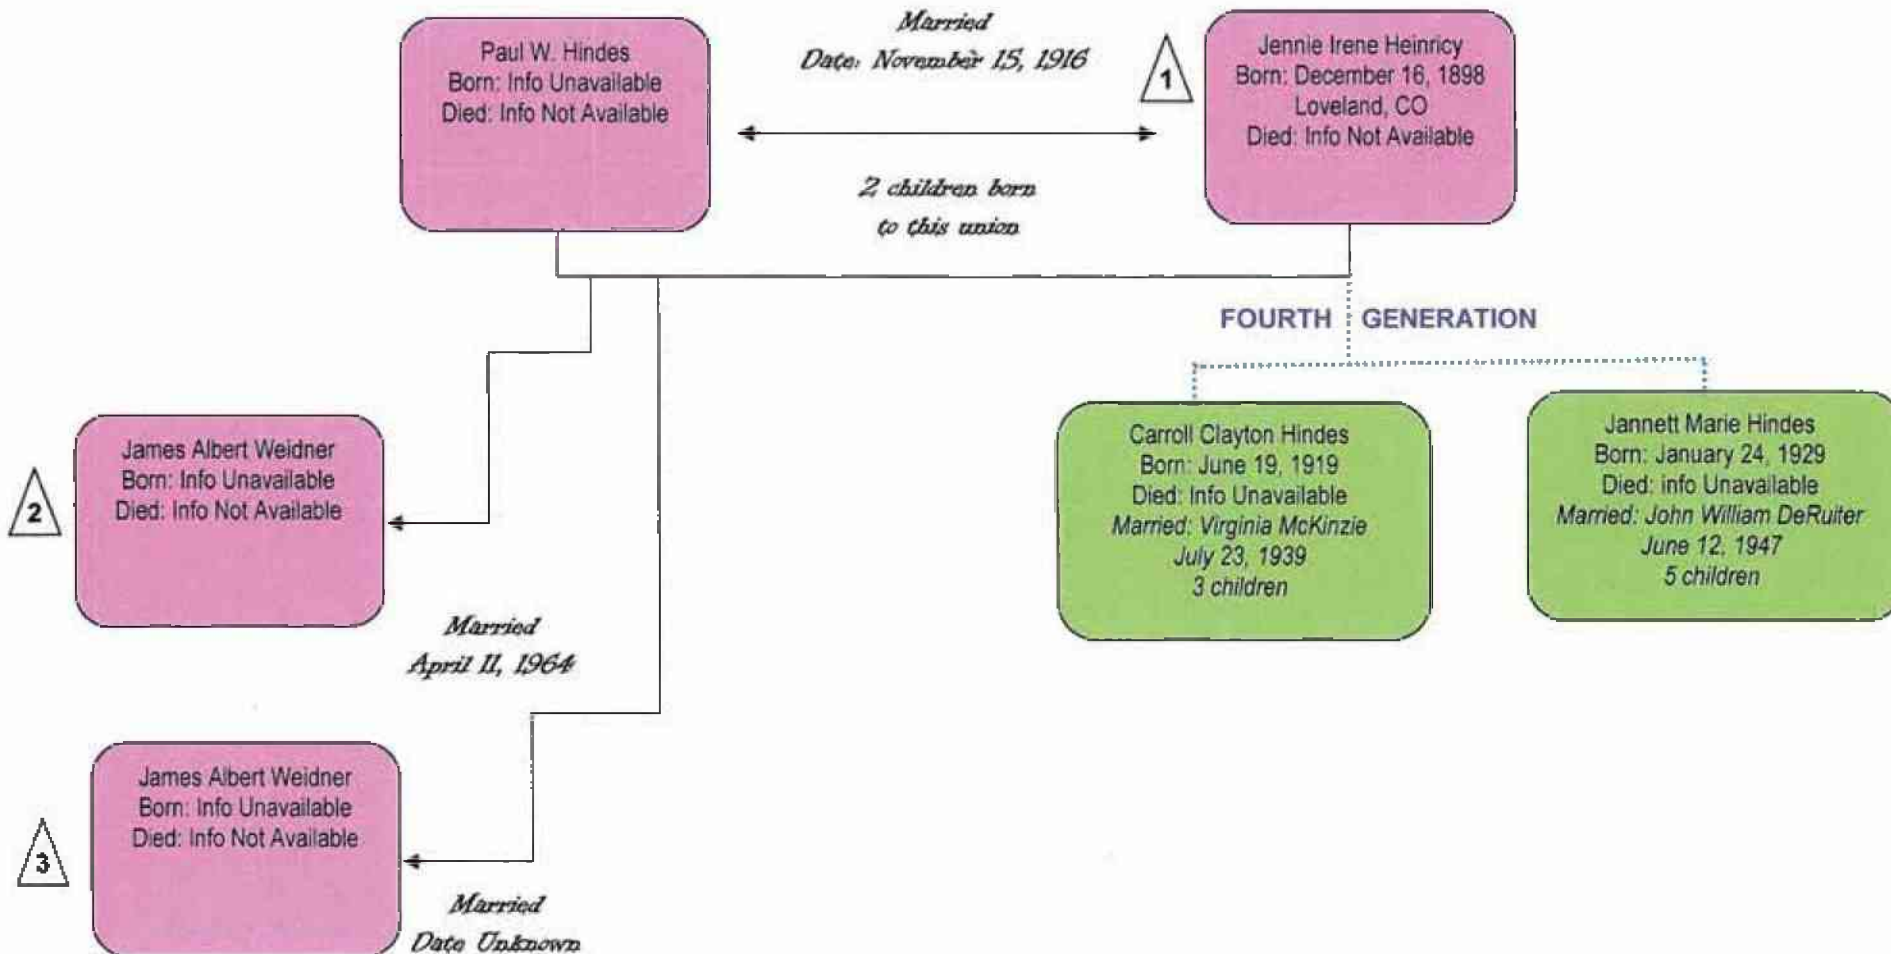 Paul W. Hindes
Born: Info Unavailable
Died: Info Not Available
Married
Date: November 15, 1916
2 children born
to this union
1
Jennie Irene Heinricy
Born: December 16, 1898
Loveland, CO
Died: Info Not Available
FOURTH GENERATION
Carroll Clayton Hindes
Born: June 19, 1919
Died: Info Unavailable
Married: Virginia McKinzie
July 23, 1939
3 children
Jannett Marie Hindes
Born: January 24, 1929
Died: info Unavailable
Married: John William DeRuiter
June 12, 1947
5 children
2
James Albert Weidner
Born: Info Unavailable
Died: Info Not Available
Married
April 11, 1964
3
James Albert Weidner
Born: Info Unavailable
Died: Info Not Available
Married
Date Unknown